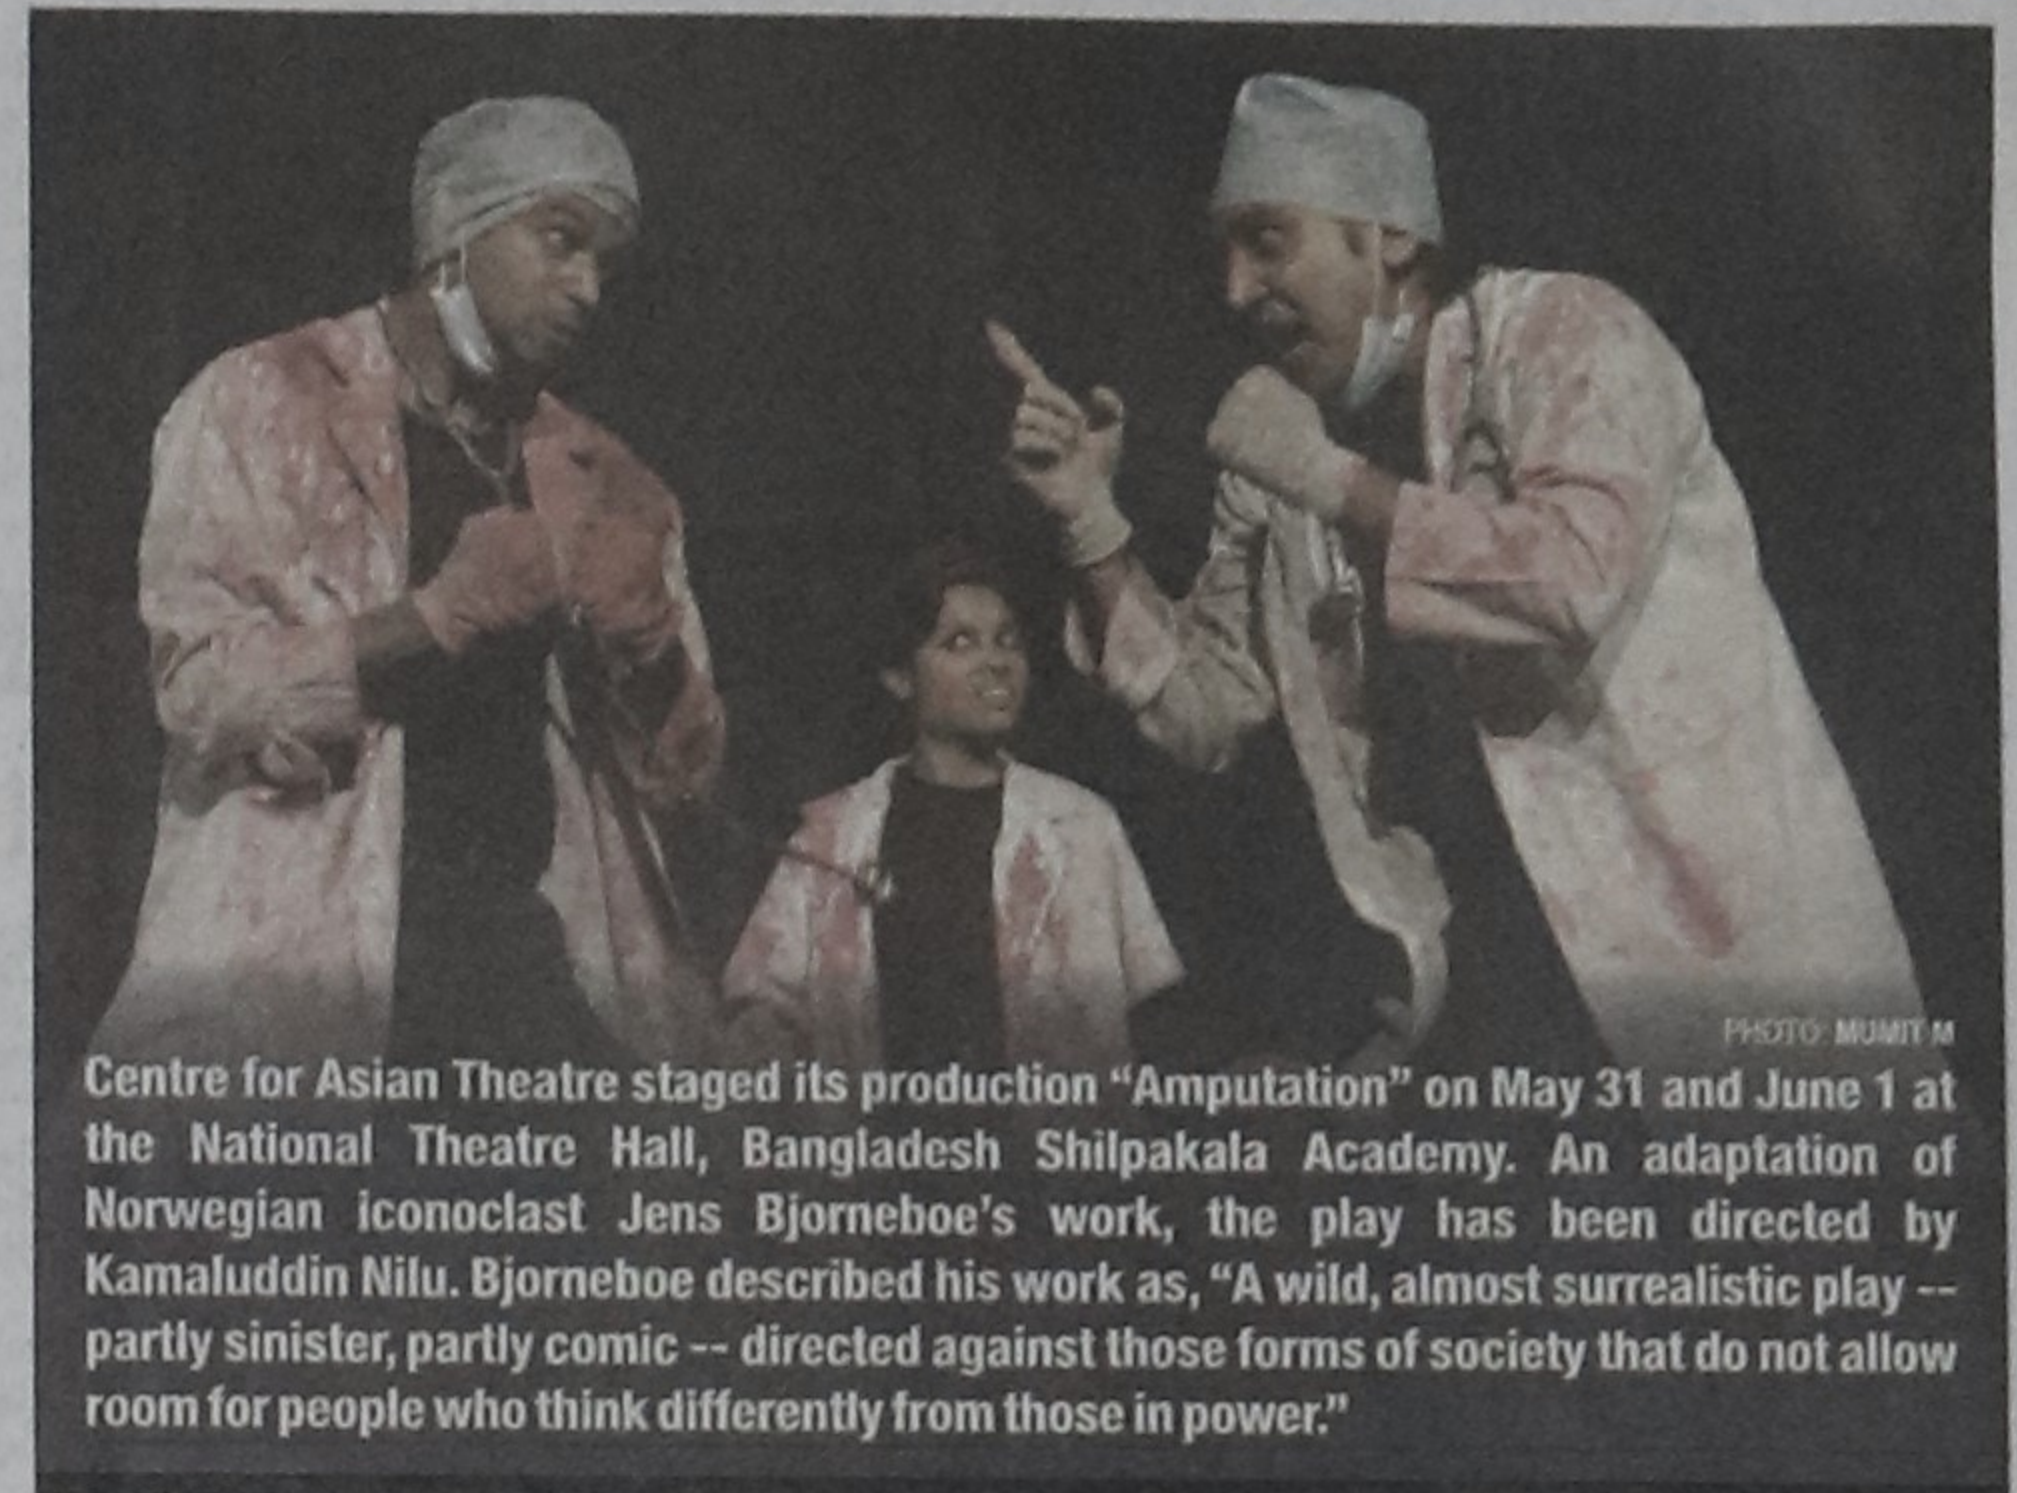 PHOTO: MUMIT M
Centre for Asian Theatre staged its production “Amputation” on May 31 and June 1 at
the National Theatre Hall, Bangladesh Shilpakala Academy. An adaptation of
Norwegian iconoclast Jens Bjorneboe’s work, the play has been directed by
Kamaluddin Nilu. Bjorneboe described his work as, “A wild, almost surrealistic play --
partly sinister, partly comic -- directed against those forms of society that do not allow
room for people who think differently from those in power.”